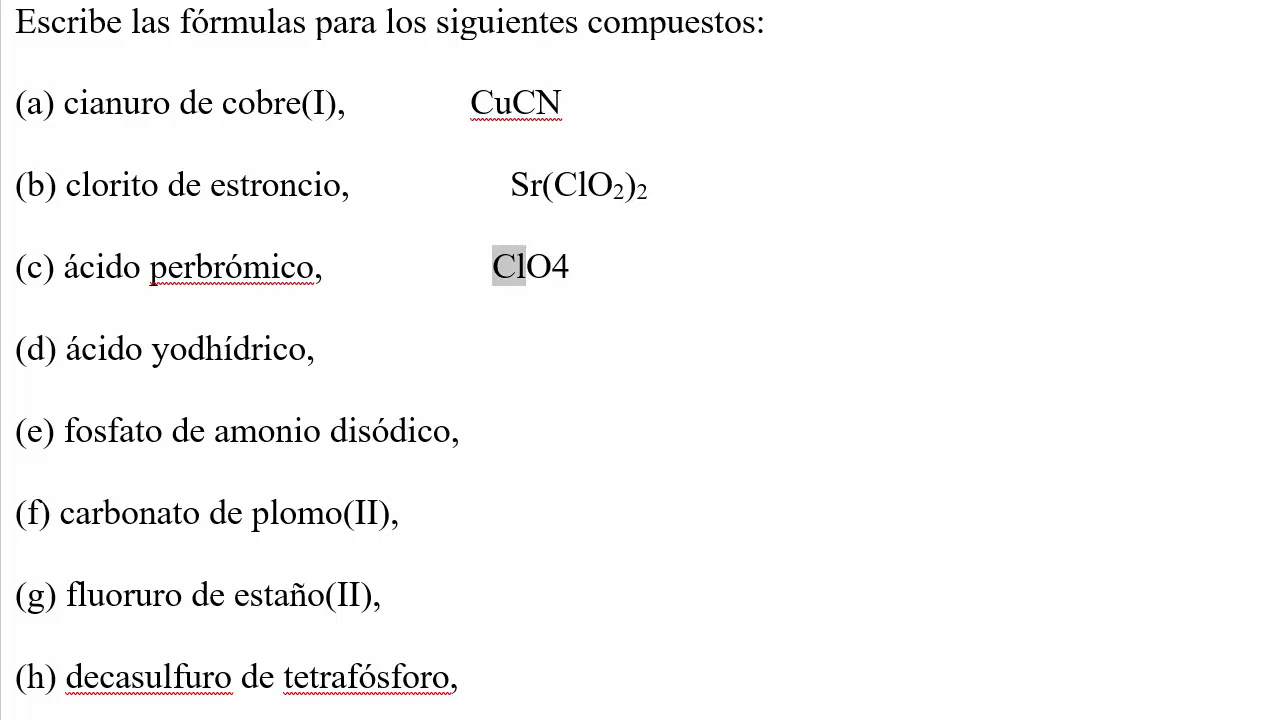 Escribe las fórmulas para los siguientes compuestos:
(a) cianuro de cobre(I), CuCN
(b) clorito de estroncio, Sr(ClO₂)₂
(c) ácido perbrómico, ClO4
(d) ácido yodhídrico,
(e) fosfato de amonio disódico,
(f) carbonato de plomo(II),
(g) fluoruro de estaño(II),
(h) decasulfuro de tetrafósforo,